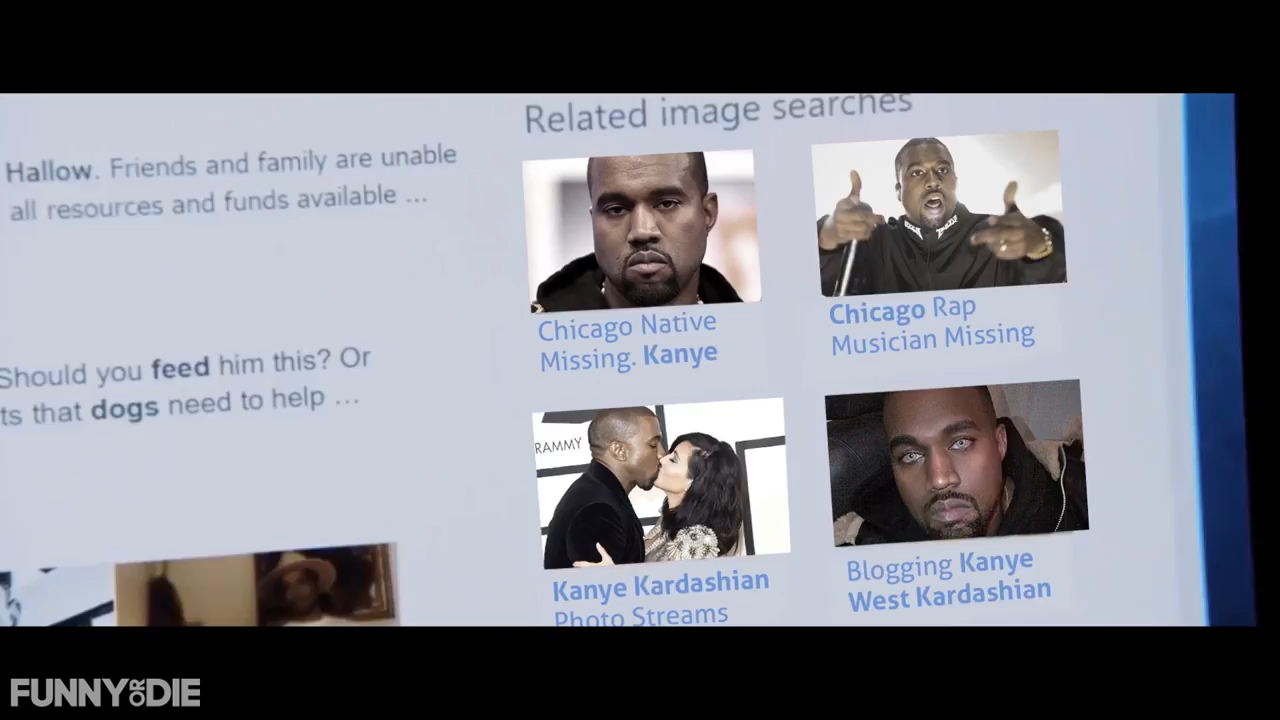 Related image searches
Hallow. Friends and family are unable
all resources and funds available ...
Chicago Native
Missing. Kanye
Chicago Rap
Musician Missing
Should you feed him this? Or
ts that dogs need to help ...
RAMMY
Kanye Kardashian
Photo Streams
Blogging Kanye
West Kardashian
FUNNY OR DIE